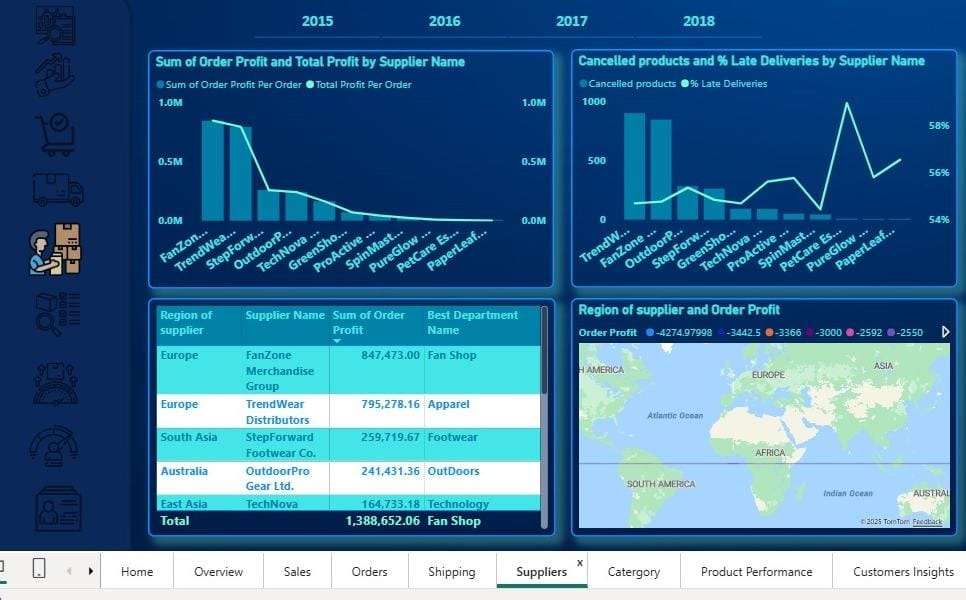 2015 2016 2017 2018
Sum of Order Profit and Total Profit by Supplier Name
Sum of Order Profit Per Order Total Profit Per Order
1.0M 1.0M
0.5M 0.5M
0.0M 0.0M
FanZon... TrendWea... StepForw... OutdoorP... TechNova ... GreenSho... ProActive ... SpinMast... PureGlow ... PetCare Es... PaperLeaf...
Cancelled products and % Late Deliveries by Supplier Name
Cancelled products % Late Deliveries
1000
58%
500
56%
0 54%
TrendW... FanZone ... OutdoorP... StepForw... GreenSho... TechNova ... ProActive ... SpinMast... PetCare Es... PureGlow ... PaperLeaf...
Region of Supplier Name Sum of Order Best Department
supplier Profit Name
Europe FanZone 847,473.00 Fan Shop
Merchandise
Group
Europe TrendWear 795,278.16 Apparel
Distributors
South Asia StepForward 259,719.67 Footwear
Footwear Co.
Australia OutdoorPro 241,431.36 OutDoors
Gear Ltd.
East Asia TechNova 164,733.18 Technology
Total 1,388,652.06 Fan Shop
Region of supplier and Order Profit
Order Profit -4274.97998 -3442.5 -3366 -3000 -2592 -2550
H AMERICA
EUROPE
ASIA
Atlantic Ocean
AFRICA
SOUTH AMERICA
Indian Ocean
AUSTRAL
©2025 TomTom Feedback
Home Overview Sales Orders Shipping Suppliers x Catergory Product Performance Customers Insights